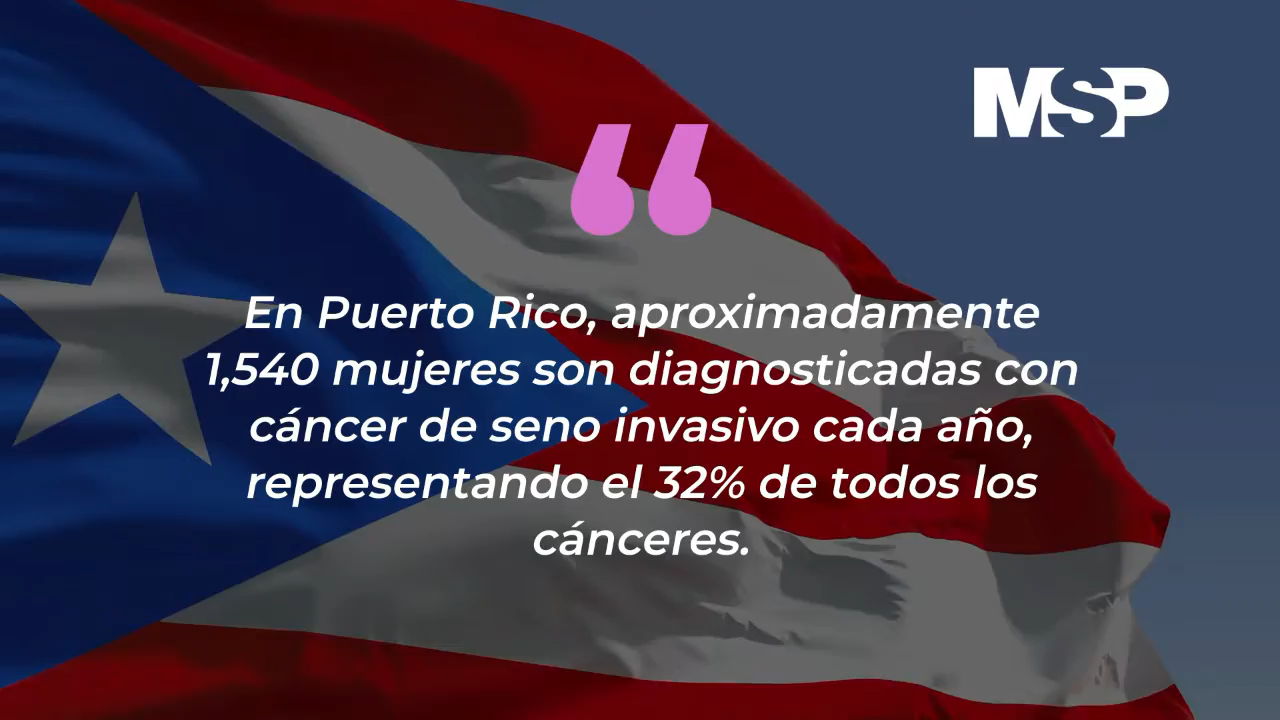 MSP
“
En Puerto Rico, aproximadamente
1,540 mujeres son diagnosticadas con
cáncer de seno invasivo cada año,
representando el 32% de todos los
cánceres.